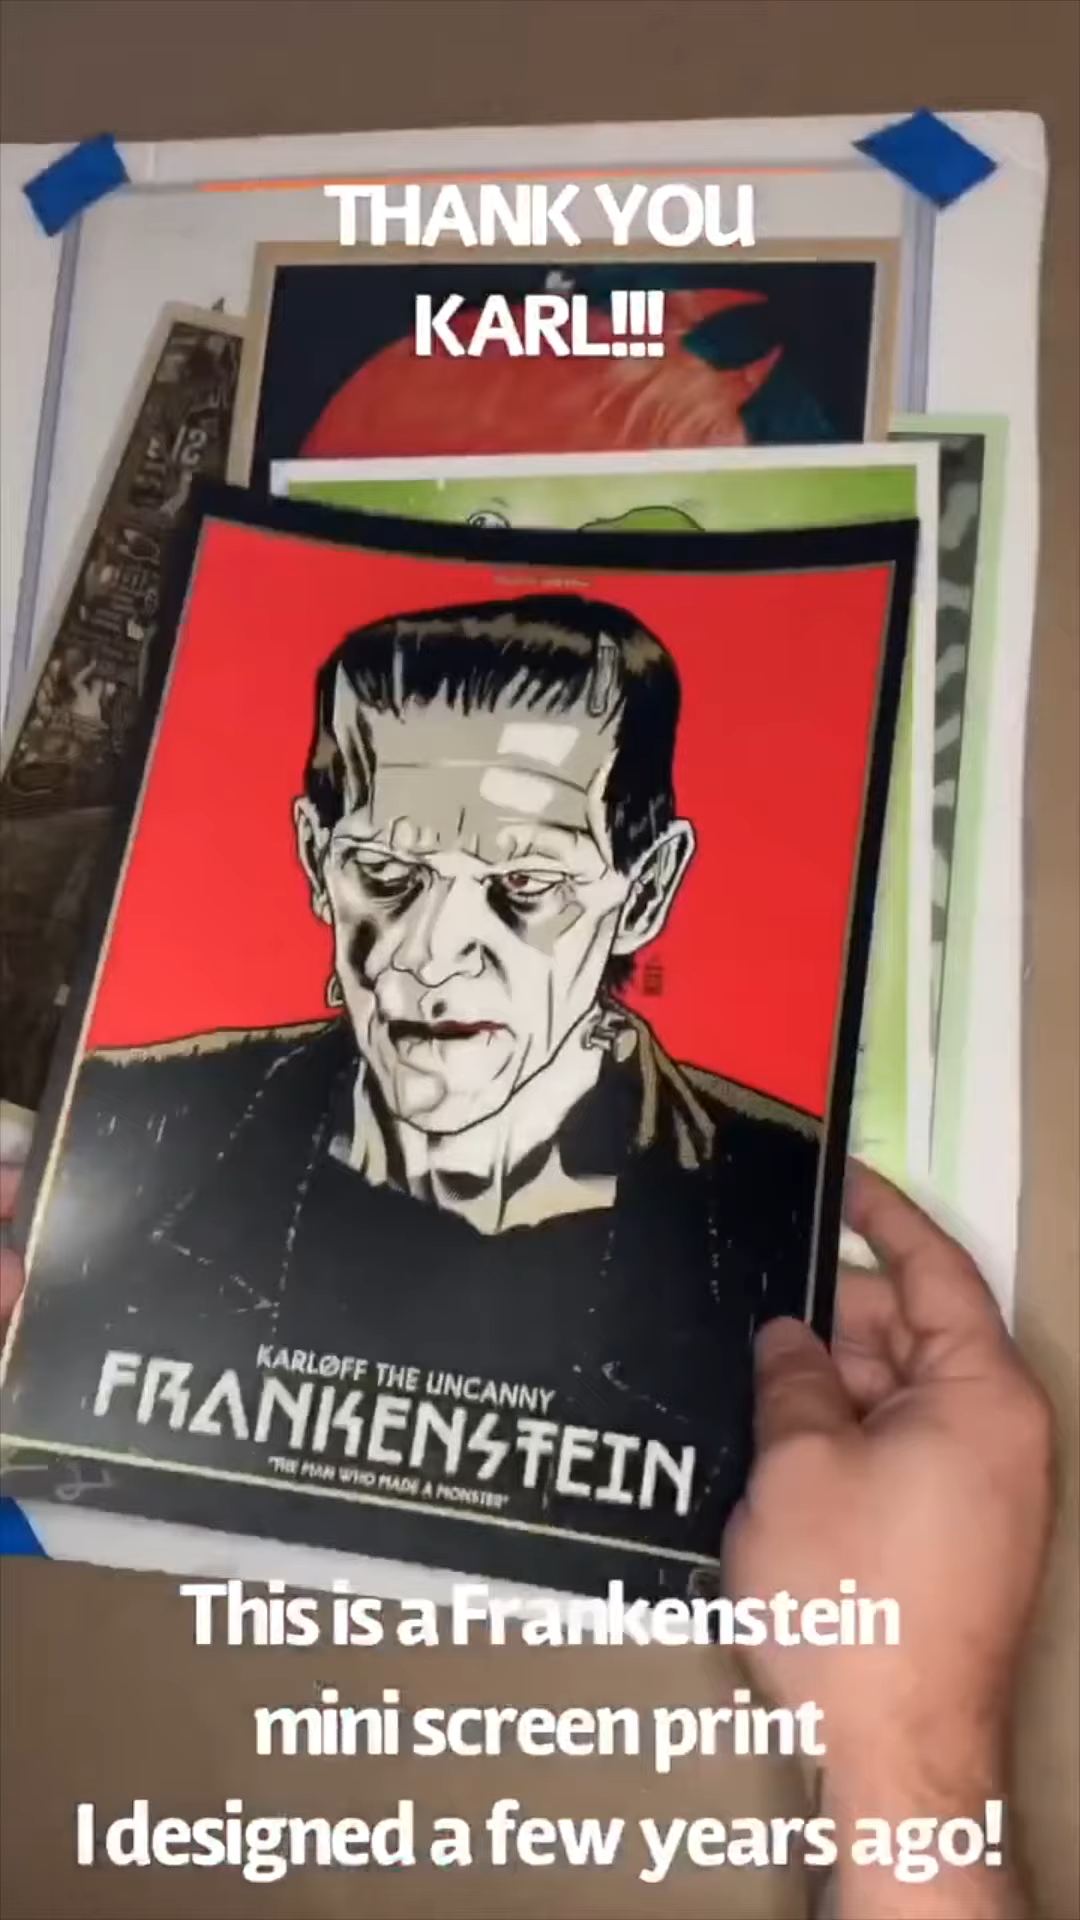 THANK YOU
KARL!!!
KARLØFF THE UNCANNY
FRANKENSTEIN
"THE MAN WHO MADE A MONSTER"
This is a Frankenstein
mini screen print
I designed a few years ago!